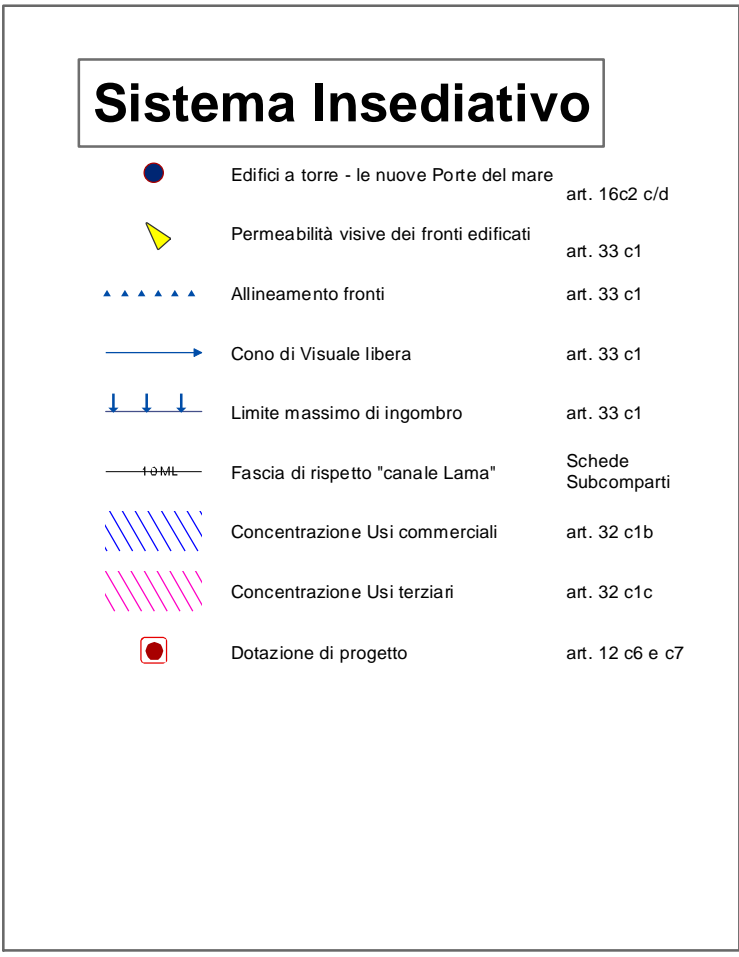 Sistema Insediativo
Edifici a torre - le nuove Porte del mare
art. 16c2 c/d
Permeabilità visive dei fronti edificati
art. 33 c1
Allineamento fronti art. 33 c1
Cono di Visuale libera art. 33 c1
Limite massimo di ingombro art. 33 c1
10ML Fascia di rispetto "canale Lama" Schede
Subcomparti
Concentrazione Usi commerciali art. 32 c1b
Concentrazione Usi terziari art. 32 c1c
Dotazione di progetto art. 12 c6 e c7